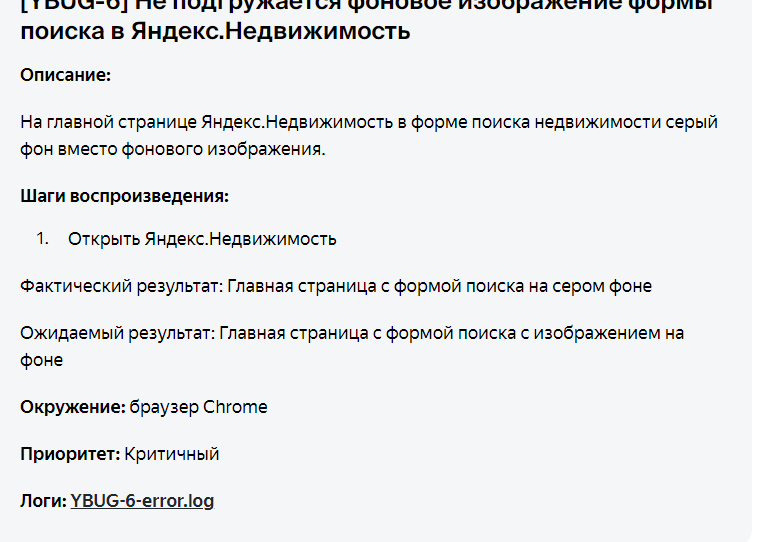 [YBUG-6] Не подгружается фоновое изображение формы
поиска в Яндекс.Недвижимость
Описание:
На главной странице Яндекс.Недвижимость в форме поиска недвижимости серый
фон вместо фонового изображения.
Шаги воспроизведения:
1. Открыть Яндекс.Недвижимость
Фактический результат: Главная страница с формой поиска на сером фоне
Ожидаемый результат: Главная страница с формой поиска с изображением на
фоне
Окружение: браузер Chrome
Приоритет: Критичный
Логи: YBUG-6-error.log